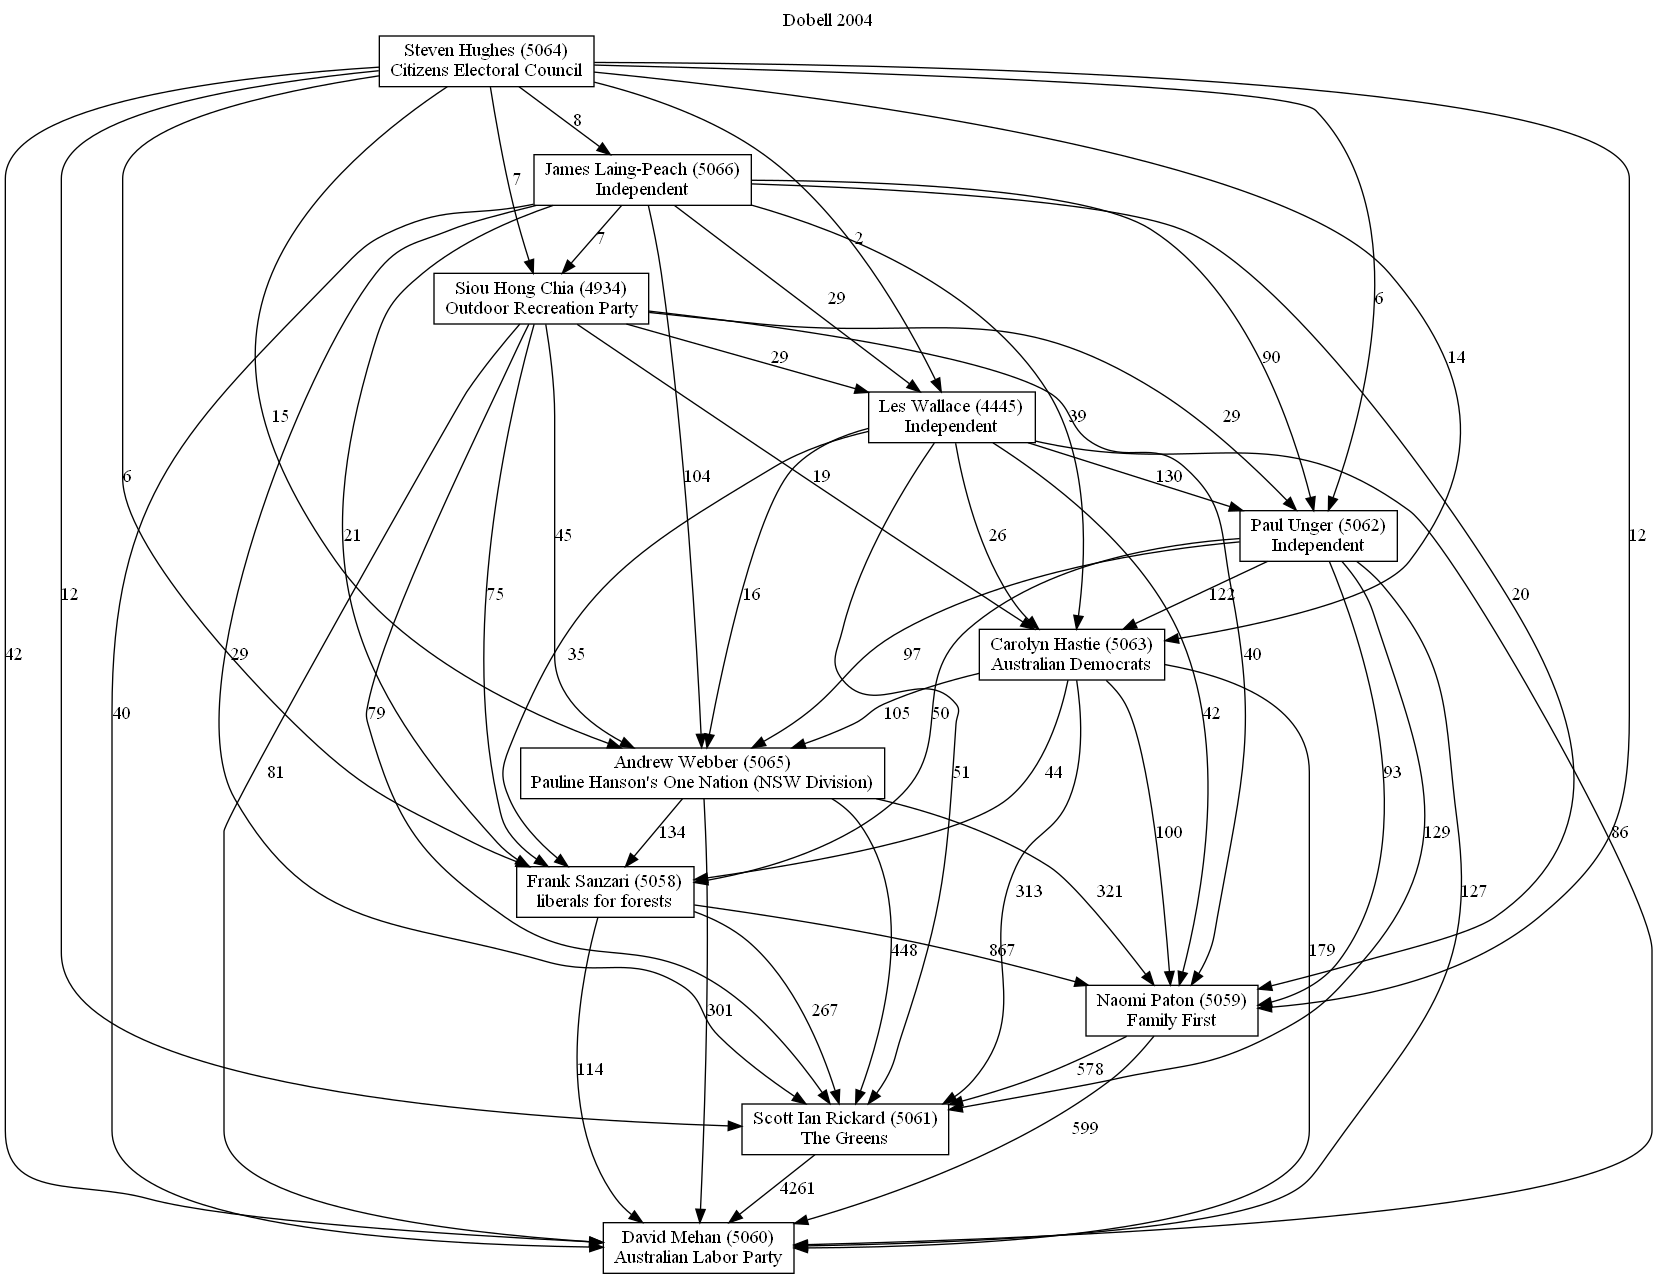 Dobell 2004
Steven Hughes (5064)
Citizens Electoral Council
8
James Laing-Peach (5066)
Independent
7
7
2
Siou Hong Chia (4934)
Outdoor Recreation Party
29
6
29
90
14
Les Wallace (4445)
Independent
15
39
29
6
104
19
130
Paul Unger (5062)
Independent
21
45
26
12
12
75
16
122
20
42
29
35
97
Carolyn Hastie (5063)
Australian Democrats
40
40
79
105
50
42
81
Andrew Webber (5065)
Pauline Hanson's One Nation (NSW Division)
51
44
93
134
100
129
86
Frank Sanzari (5058)
liberals for forests
313
321
127
448
867
179
301
267
Naomi Paton (5059)
Family First
114
578
Scott Ian Rickard (5061)
The Greens
599
4261
David Mehan (5060)
Australian Labor Party